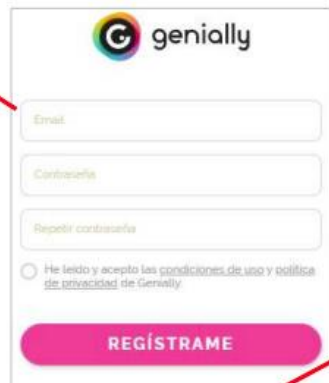 genially
Email
Contraseña
Repetir contraseña
He leído y acepto las condiciones de uso y política
de privacidad de Genially.
REGÍSTRAME